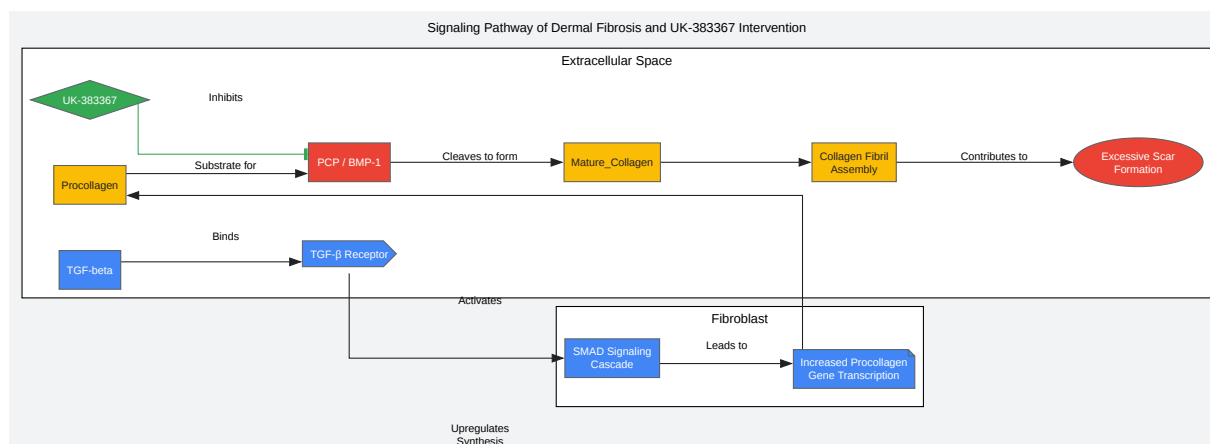 Signaling Pathway of Dermal Fibrosis and UK-383367 Intervention
Extracellular Space
UK-383367
Inhibits
PCP / BMP-1
Substrate for
Procollagen
Cleaves to form
Mature_Collagen
Collagen Fibril
Assembly
Contributes to
Excessive Scar
Formation
Binds
TGF-beta
TGF-β Receptor
Activates
Fibroblast
SMAD Signaling
Cascade
Leads to
Increased Procollagen
Gene Transcription
Upregulates
Synthesis